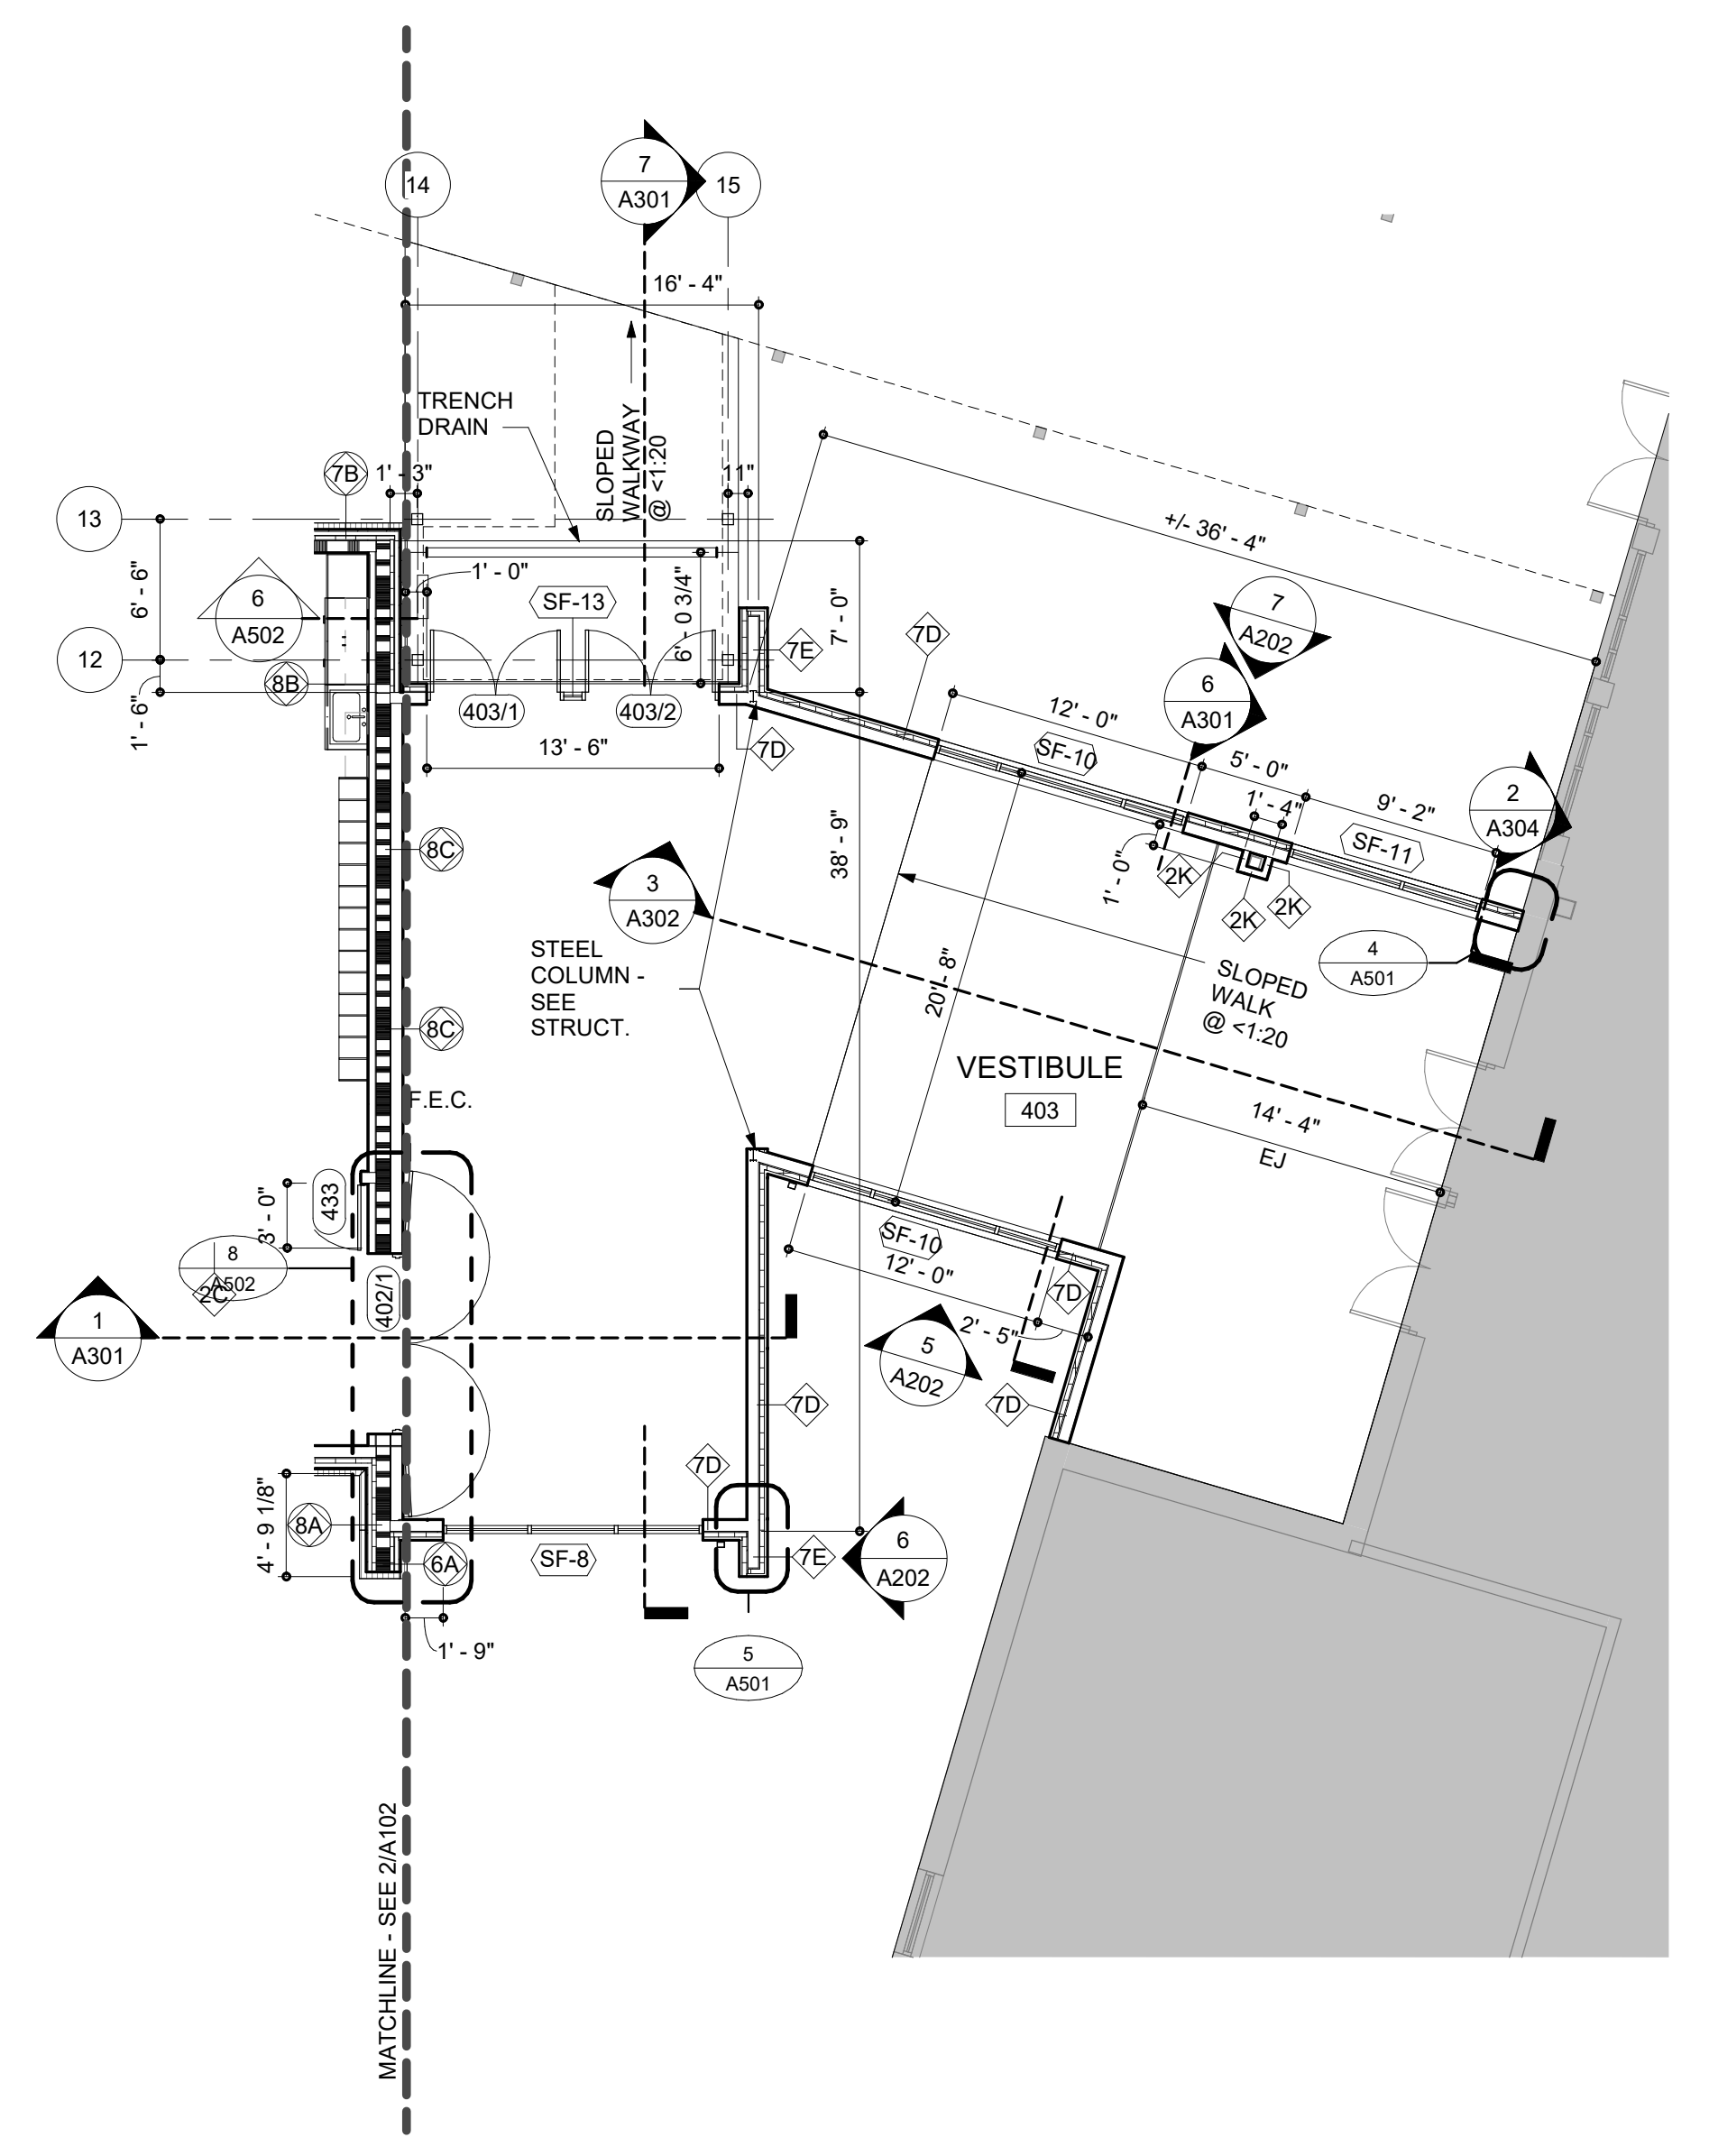 14
7
A301
15
16' - 4"
TRENCH
DRAIN
SLOPED
WALKWAY
@ <1:20
7B
1' - 3"
11"
13
+/- 36' - 4"
6' - 6"
1' - 0"
6
A502
SF-13
6' - 0 3/4"
7' - 0"
7E
7D
7
A202
12
8B
1' - 6"
403/1
403/2
13' - 6"
7D
12' - 0"
SF-10
6
A301
5' - 0"
1' - 4"
9' - 2"
SF-11
2
A304
8C
38' - 9"
3
A302
1' - 0"
2K
2K
2K
STEEL
COLUMN -
SEE
STRUCT.
20' - 8"
4
A501
SLOPED
WALK
@ <1:20
8C
VESTIBULE
403
F.E.C.
14' - 4"
EJ
433
3' - 0"
8
A502
2C
402/1
SF-10
12' - 0"
7D
1
A301
2' - 5"
5
A202
7D
7D
7D
4' - 9 1/8"
8A
6A
SF-8
7E
6
A202
1' - 9"
5
A501
MATCHLINE - SEE 2/A102